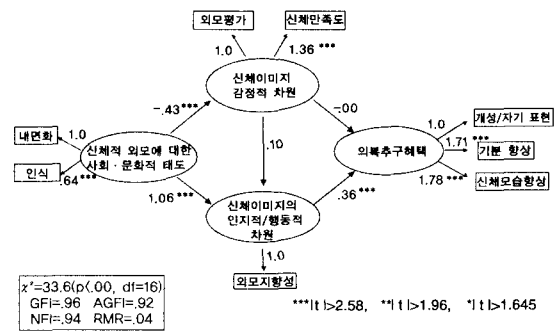 외모평가
신체만족도
1.0
1.36 ***
신체이미지
감정적 차원
-.43***
-.00
내면화
1.0
인식
.64***
신체적 외모에 대한
사회·문화적 태도
.10
의복추구혜택
1.0
개성/자기 표현
1.71***
기분 향상
1.78 ***
신체모습향상
1.06 ***
.36 ***
신체이미지의
인지적/행동적
차원
1.0
외모지향성
χ²=33.6(p<.00, df=16)
GFI=.96 AGFI=.92
NFI=.94 RMR=.04
***|t|>2.58, **|t|>1.96, *|t|>1.645